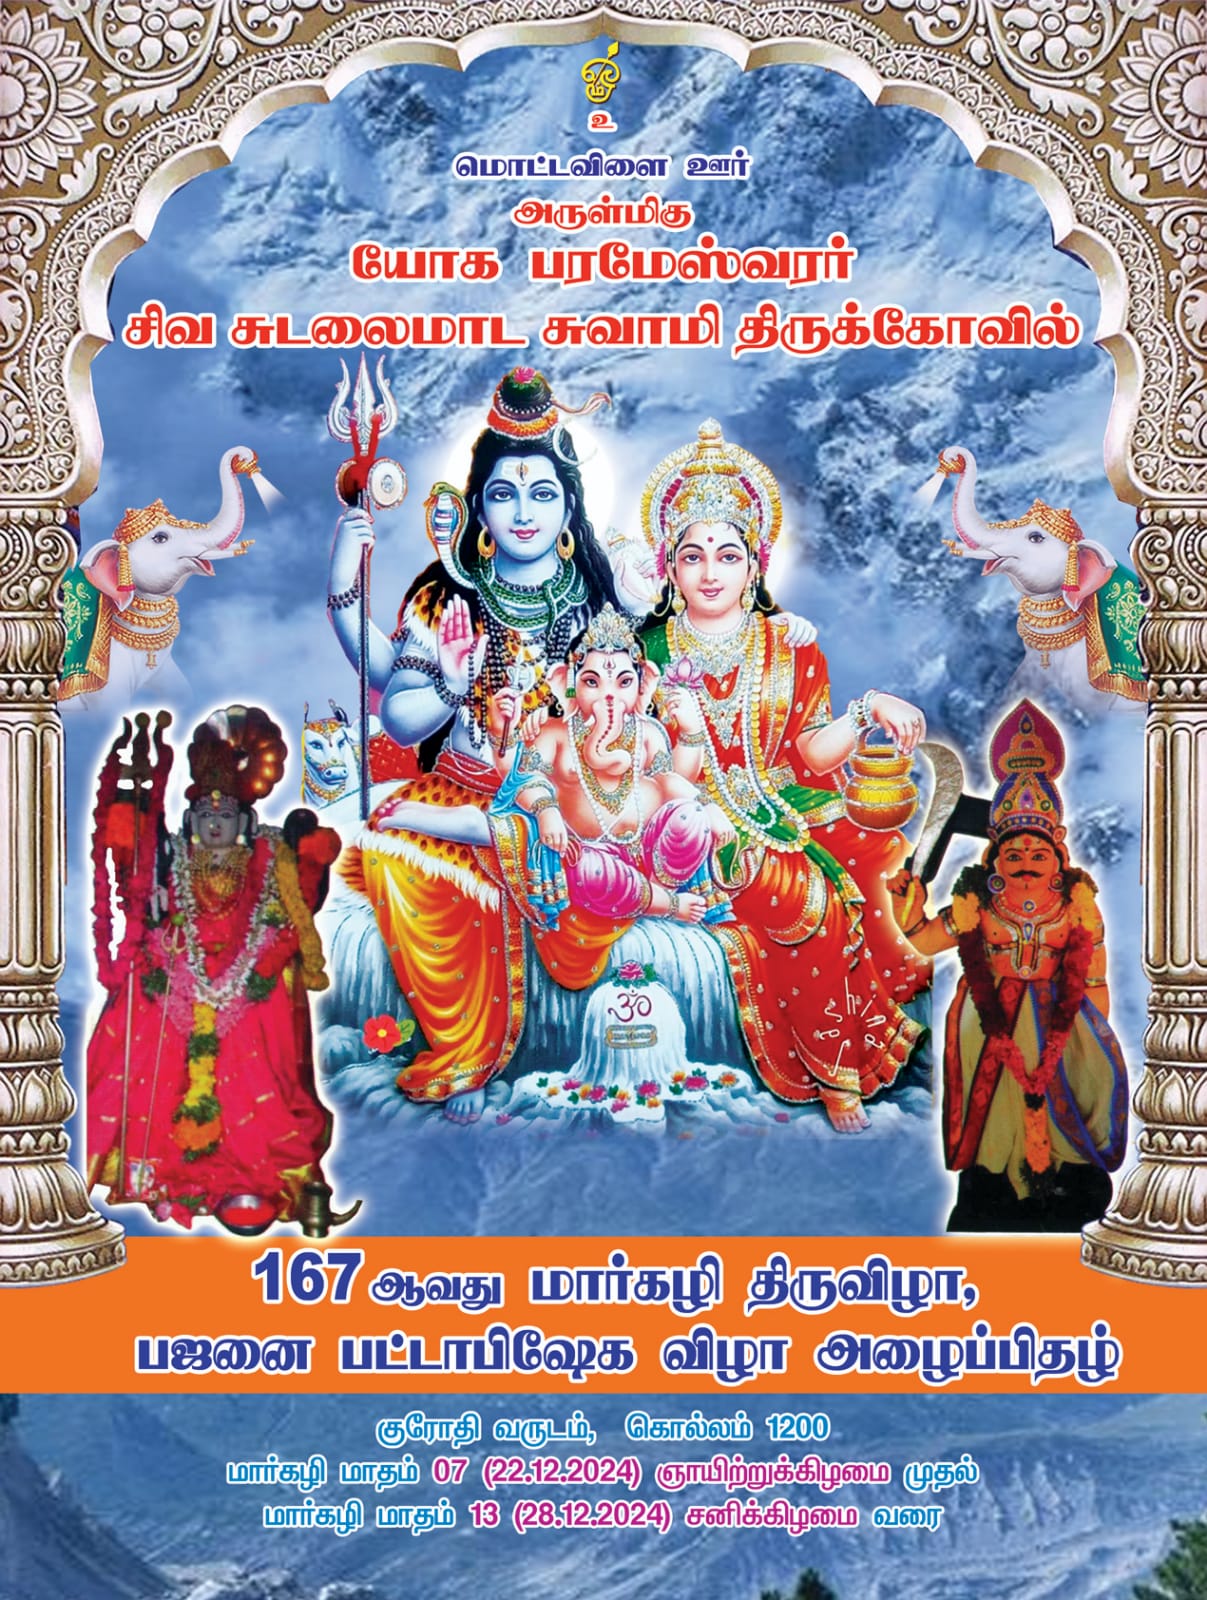 ஓம்
உ
மொட்டவிளை ஊர்
அருள்மிகு
யோக பரமேஸ்வரர்
சிவ சுடலைமாட சுவாமி திருக்கோவில்
ॐ
167 ஆவது மார்கழி திருவிழா,
பஜனை பட்டாபிஷேக விழா அழைப்பிதழ்
குரோதி வருடம், கொல்லம் 1200
மார்கழி மாதம் 07 (22.12.2024) ஞாயிற்றுக்கிழமை முதல்
மார்கழி மாதம் 13 (28.12.2024) சனிக்கிழமை வரை